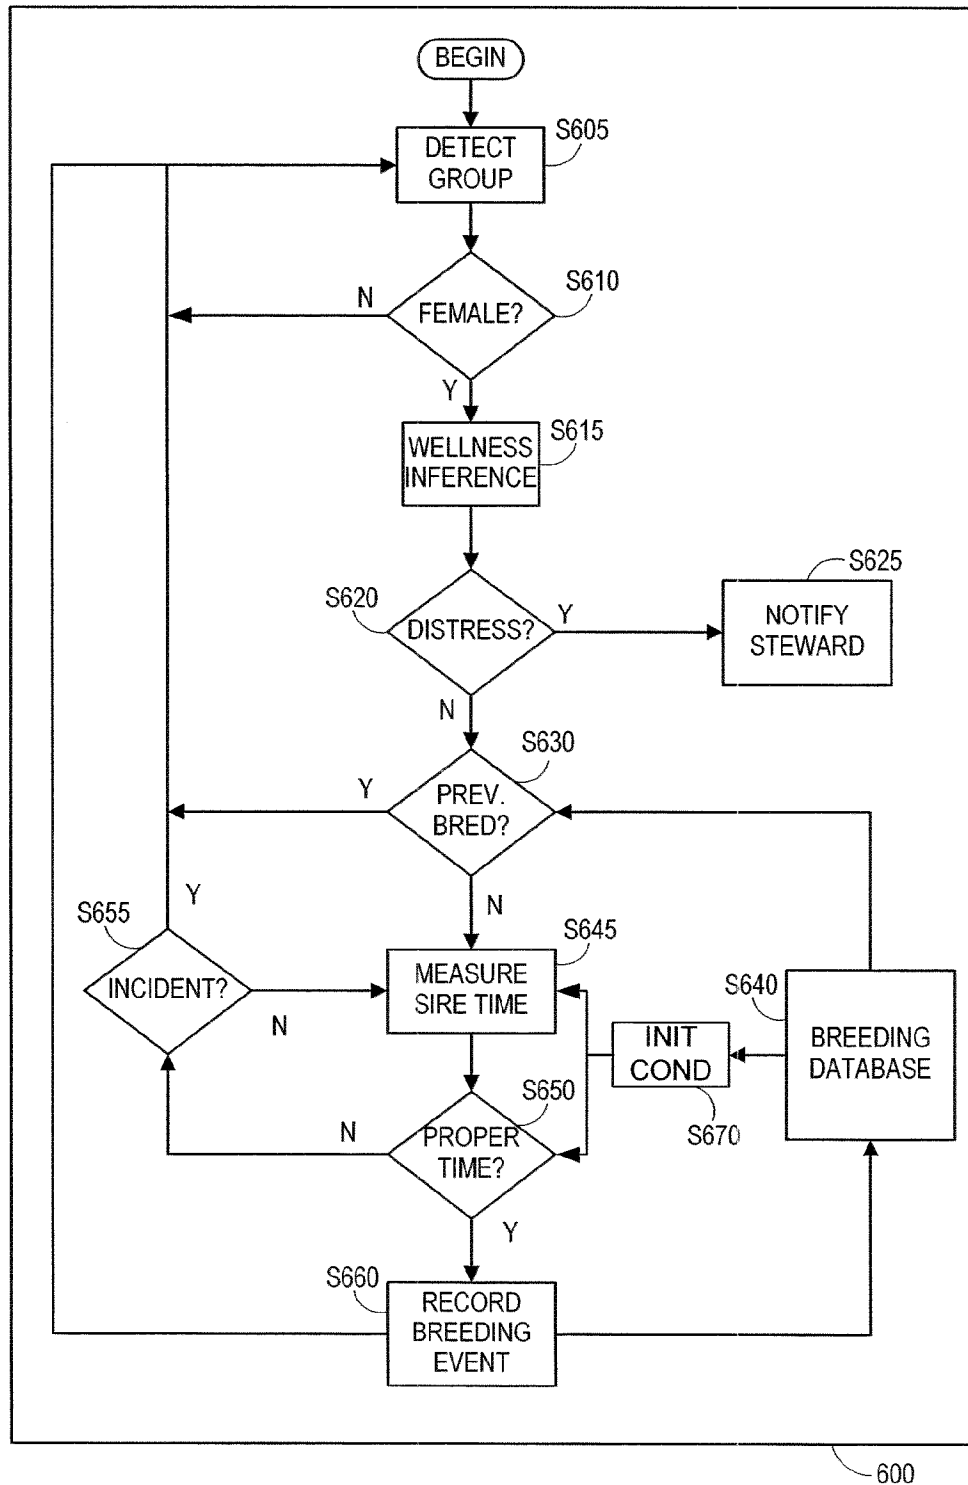 BEGIN
S605
DETECT
GROUP
S610
N
FEMALE?
Y
S615
WELLNESS
INFERENCE
S625
S620
DISTRESS?
Y
NOTIFY
STEWARD
N
S630
Y
PREV.
BRED?
Y
N
S655
S645
INCIDENT?
N
MEASURE
SIRE TIME
S640
INIT
COND
BREEDING
DATABASE
S670
S650
N
PROPER
TIME?
Y
S660
RECORD
BREEDING
EVENT
600